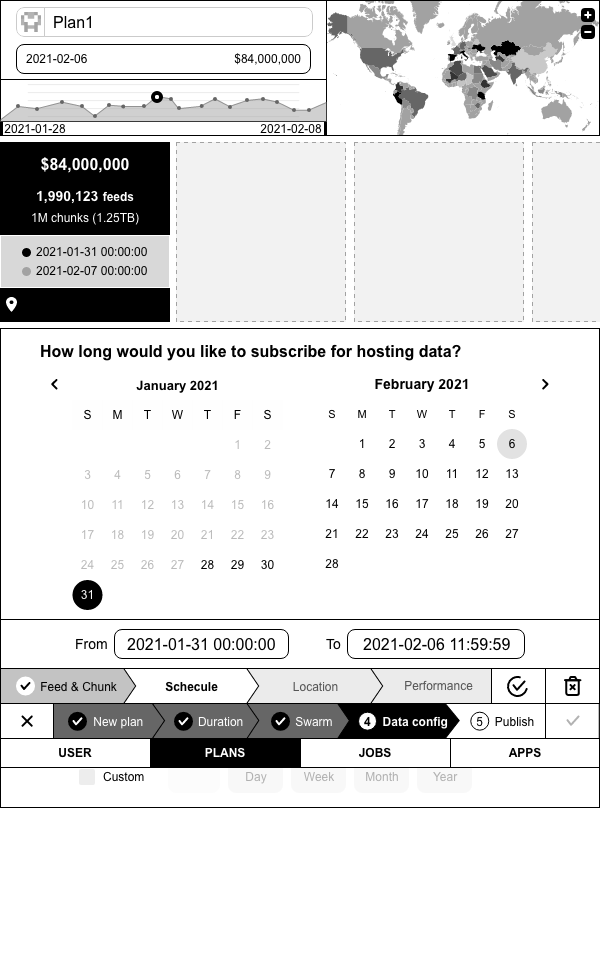 Plan1
2021-02-06 $84,000,000
2021-01-28 2021-02-08
+
−
$84,000,000
1,990,123 feeds
1M chunks (1.25TB)
2021-01-31 00:00:00
2021-02-07 00:00:00
How long would you like to subscribe for hosting data?
January 2021
S M T W T F S
1 2
3 4 5 6 7 8 9
10 11 12 13 14 15 16
17 18 19 20 21 22 23
24 25 26 27 28 29 30
31
February 2021
S M T W T F S
1 2 3 4 5 6
7 8 9 10 11 12 13
14 15 16 17 18 19 20
21 22 23 24 25 26 27
28
From 2021-01-31 00:00:00 To 2021-02-06 11:59:59
Feed & Chunk Schecule Location Performance
New plan Duration Swarm 4 Data config 5 Publish
USER PLANS JOBS APPS
Custom Day Week Month Year